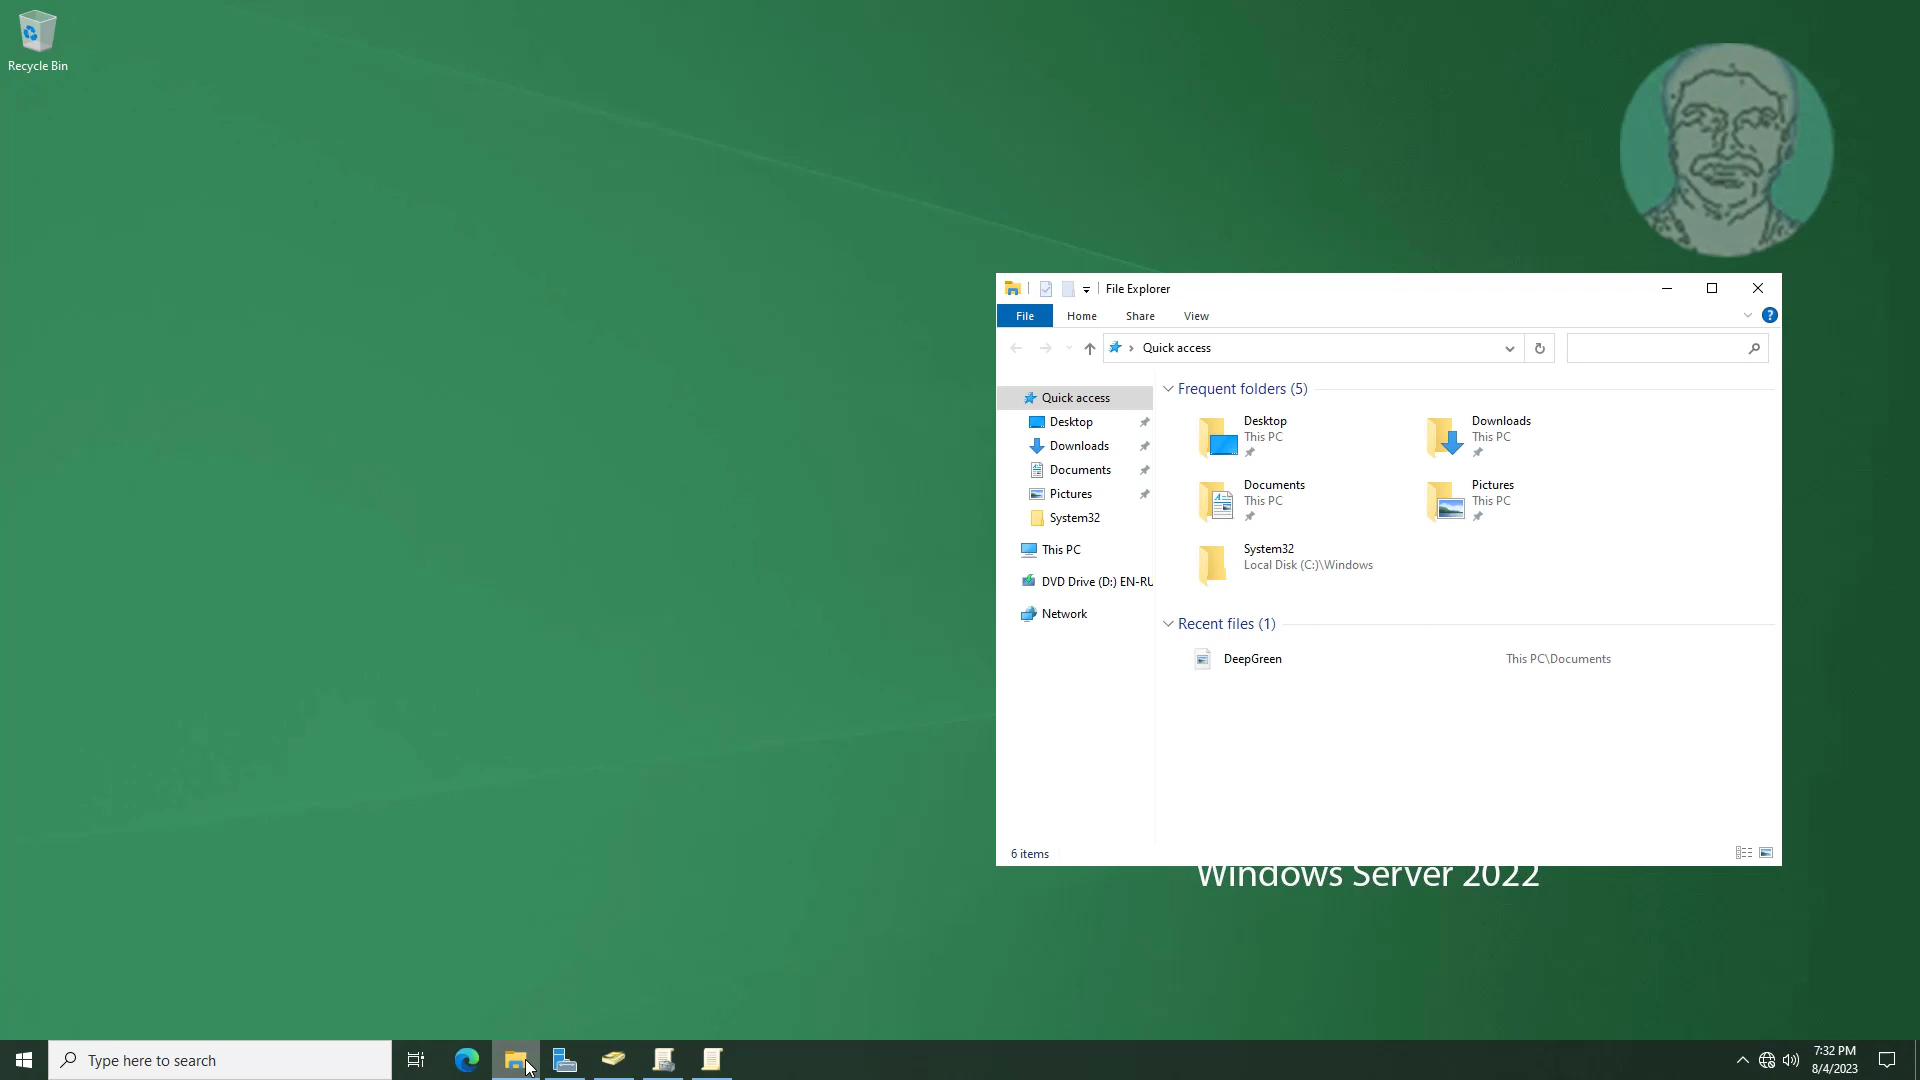 Recycle Bin
File Explorer
File
Home
Share
View
Quick access
Quick access
Desktop
Downloads
Documents
Pictures
System32
This PC
DVD Drive (D:) EN-RU
Network
Frequent folders (5)
Desktop
This PC
Downloads
This PC
Documents
This PC
Pictures
This PC
System32
Local Disk (C:)\Windows
Recent files (1)
DeepGreen
This PC\Documents
6 items
Windows Server 2022
Type here to search
7:32 PM
8/4/2023